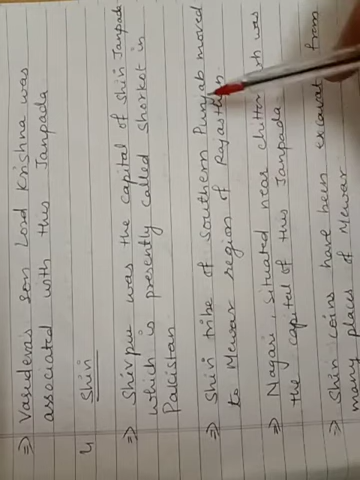 ⇒ Vasudeva's son Lord Krishna was
associated with this Janpada
4 Shivi
⇒ Shivpur was the capital of Shivi Janpada
which is presently called Shorkot in
Pakistan
⇒ Shivi tribe of Southern Punjab moved
to Mewar region of Rajasthan
⇒ Nagari, situated near was
the capital of this Janpada
⇒ Shivi coins have been from
many places of Mewar